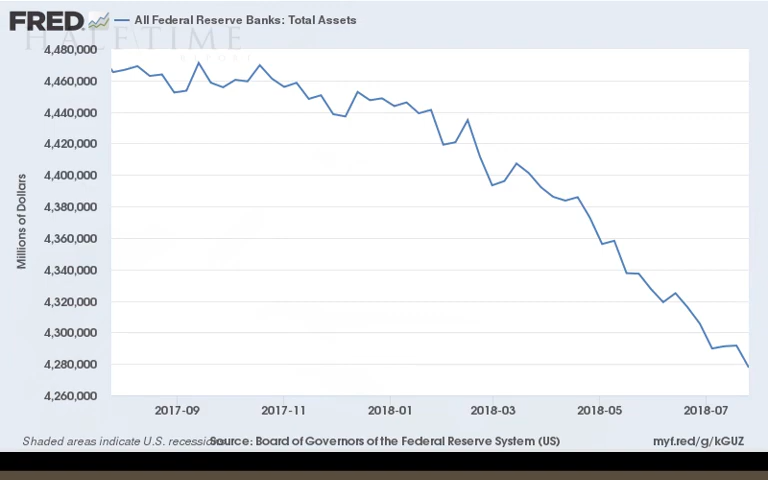 FRED
All Federal Reserve Banks: Total Assets
HALFTIME
REPORT
4,480,000
4,460,000
4,440,000
4,420,000
4,400,000
4,380,000
4,360,000
4,340,000
4,320,000
4,300,000
4,280,000
4,260,000
Millions of Dollars
2017-09 2017-11 2018-01 2018-03 2018-05 2018-07
Shaded areas indicate U.S. recessions Source: Board of Governors of the Federal Reserve System (US) myf.red/g/kGUZ